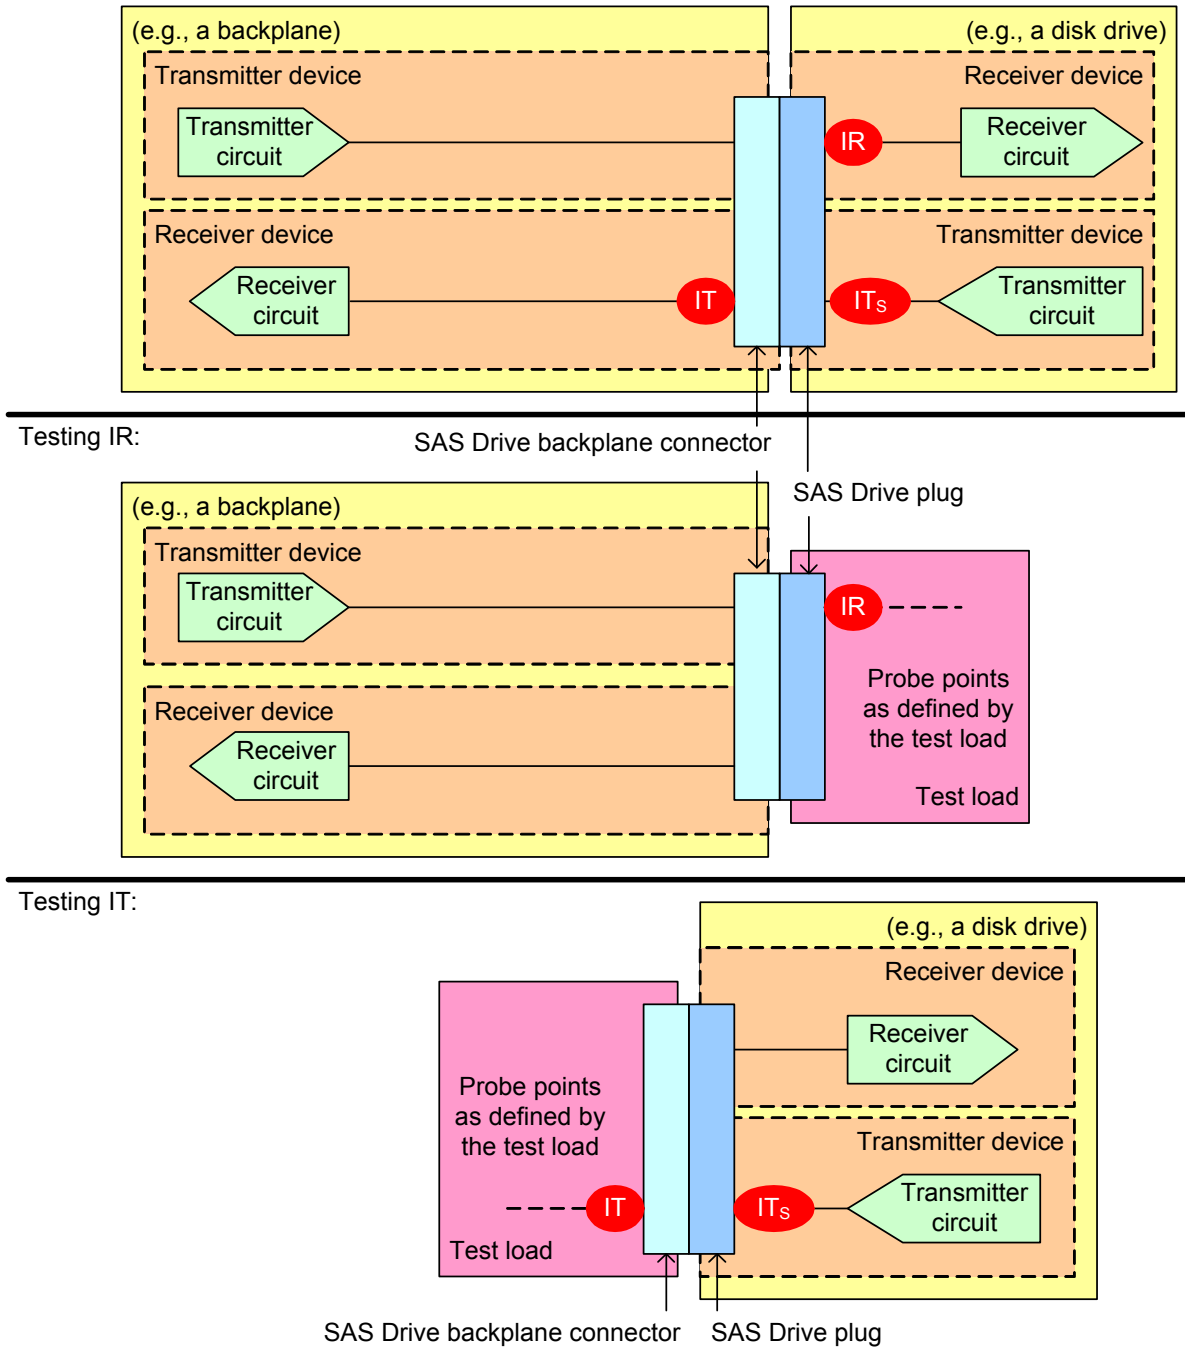 (e.g., a backplane)
(e.g., a disk drive)
Transmitter device
Receiver device
Transmitter
circuit
IR
Receiver
circuit
Receiver device
Transmitter device
Receiver
circuit
IT
ITS
Transmitter
circuit
Testing IR:
SAS Drive backplane connector
SAS Drive plug
(e.g., a backplane)
Transmitter device
Transmitter
circuit
IR
Probe points
as defined by
the test load
Receiver device
Receiver
circuit
Test load
Testing IT:
(e.g., a disk drive)
Receiver device
Receiver
circuit
Probe points
as defined by
the test load
Transmitter device
IT
ITS
Transmitter
circuit
Test load
SAS Drive backplane connector
SAS Drive plug